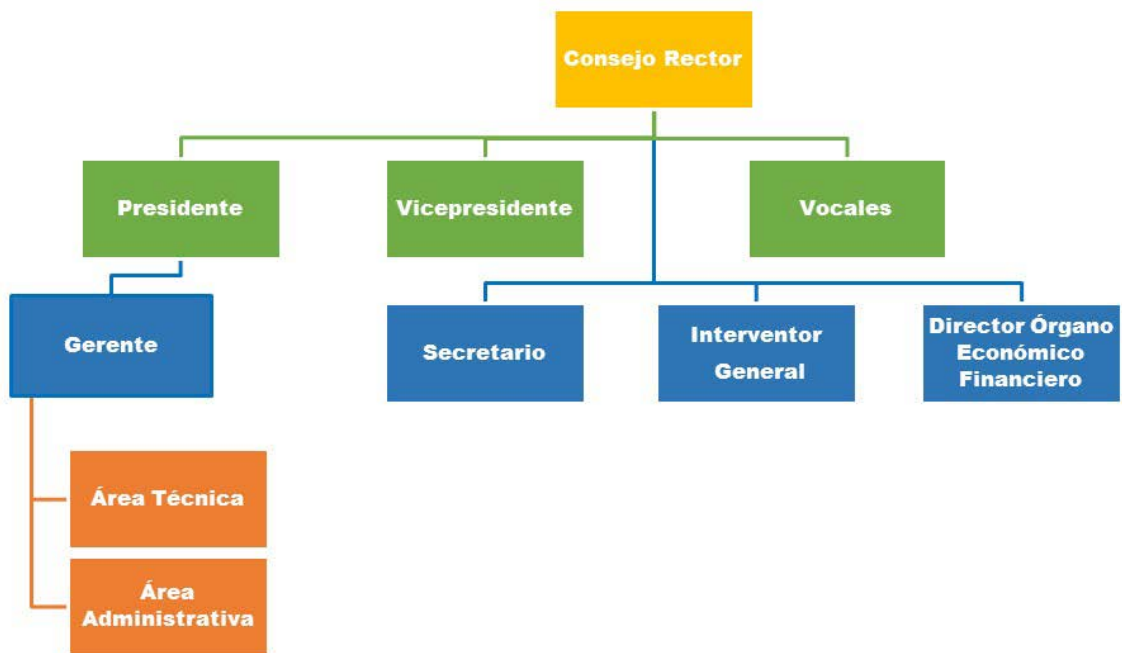 Consejo Rector
Presidente
Vicepresidente
Vocales
Gerente
Secretario
Interventor
General
Director Órgano
Económico
Financiero
Área Técnica
Área
Administrativa